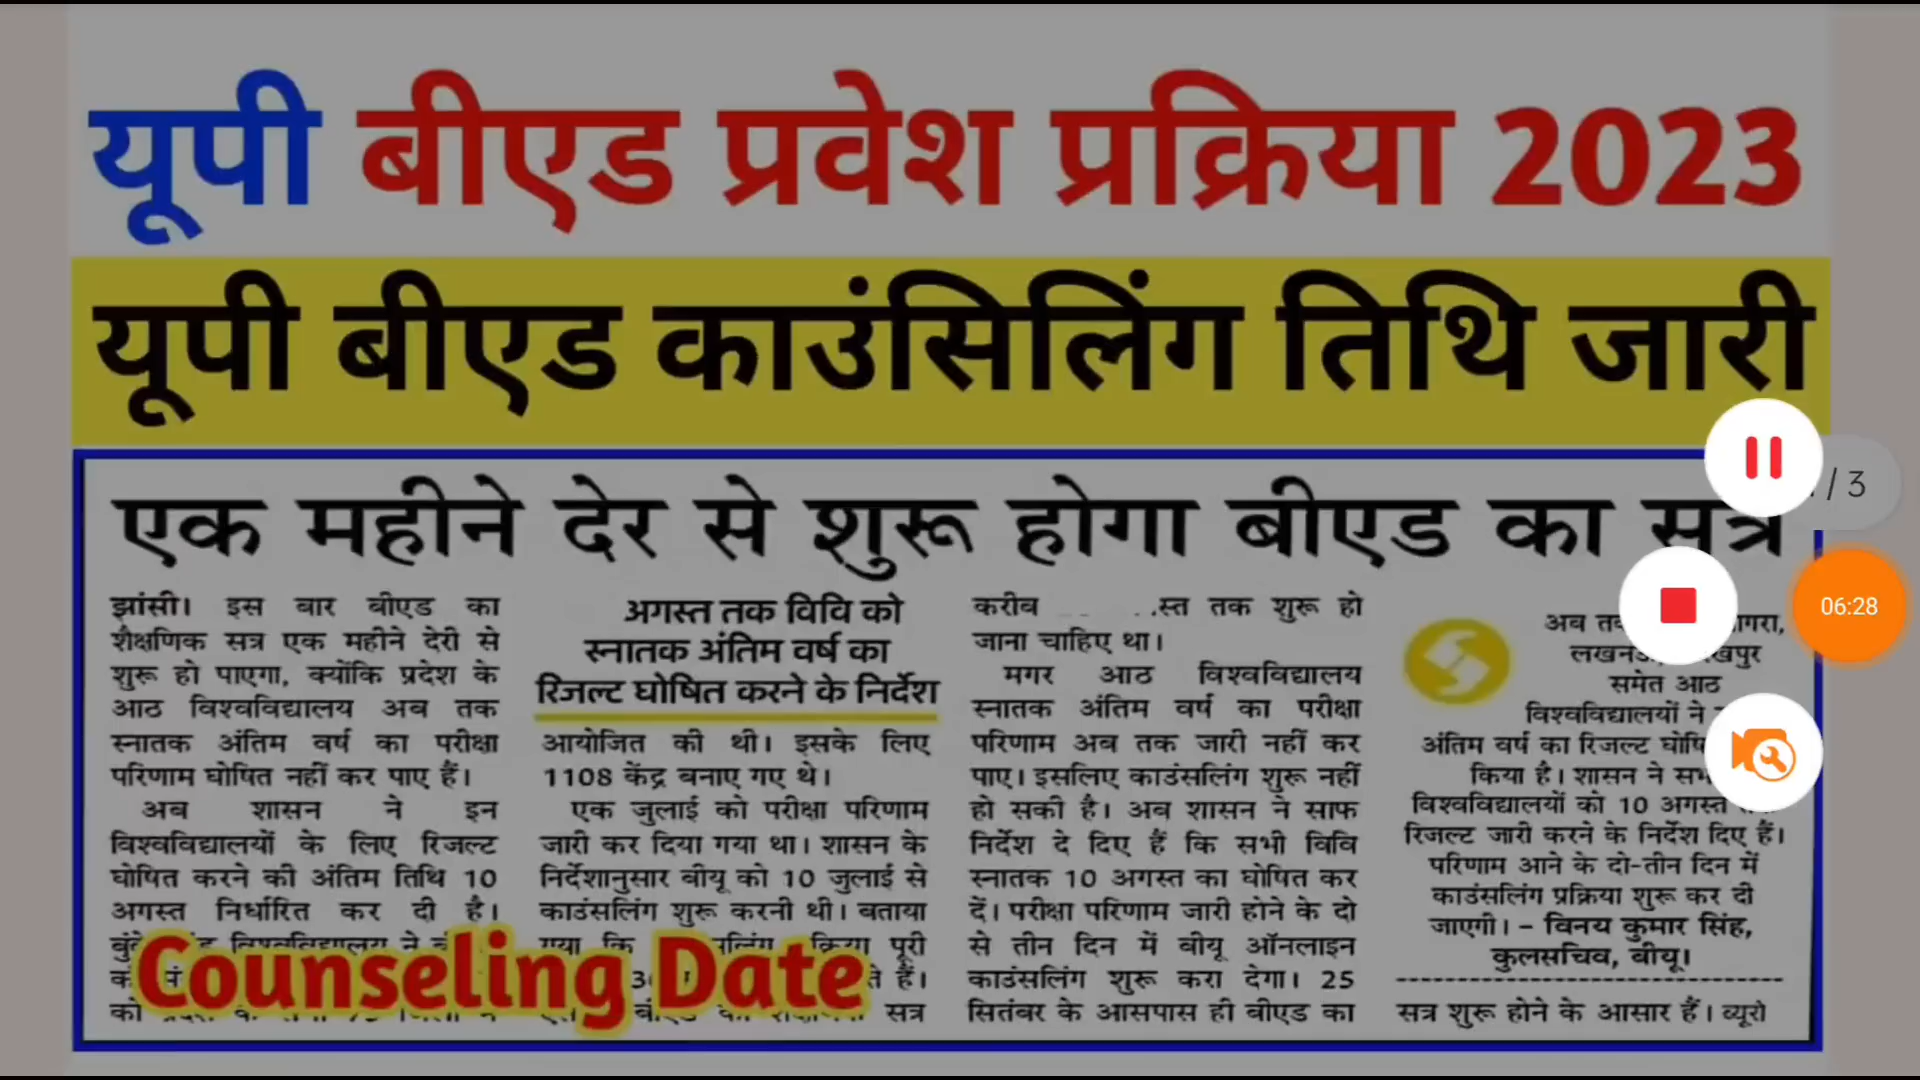 यूपी बीएड प्रवेश प्रक्रिया 2023
यूपी बीएड काउंसिलिंग तिथि जारी
एक महीने देर से शुरू होगा बीएड का सत्र
झांसी। इस बार बीएड का
शैक्षणिक सत्र एक महीने देरी से
शुरू हो पाएगा, क्योंकि प्रदेश के
आठ विश्वविद्यालय अब तक
स्नातक अंतिम वर्ष का परीक्षा
परिणाम घोषित नहीं कर पाए हैं।
अब शासन ने इन
विश्वविद्यालयों के लिए रिजल्ट
घोषित करने की अंतिम तिथि 10
अगस्त निर्धारित कर दी है।
विश्वविद्यालय ने
को
अगस्त तक विवि को
स्नातक अंतिम वर्ष का
रिजल्ट घोषित करने के निर्देश
आयोजित की थी। इसके लिए
1108 केंद्र बनाए गए थे।
एक जुलाई को परीक्षा परिणाम
जारी कर दिया गया था। शासन के
निर्देशानुसार बीयू को 10 जुलाई से
काउंसलिंग शुरू करनी थी। बताया
गया कि पूरी
हैं।
सत्र
Counseling Date
करीब तक शुरू हो
जाना चाहिए था।
मगर आठ विश्वविद्यालय
स्नातक अंतिम वर्ष का परीक्षा
परिणाम अब तक जारी नहीं कर
पाए। इसलिए काउंसलिंग शुरू नहीं
हो सकी है। अब शासन ने साफ
निर्देश दे दिए हैं कि सभी विवि
स्नातक 10 अगस्त का घोषित कर
दें। परीक्षा परिणाम जारी होने के दो
से तीन दिन में बीयू ऑनलाइन
काउंसलिंग शुरू करा देगा। 25
सितंबर के आसपास ही बीएड का
अब
समेत आठ
विश्वविद्यालयों ने
अंतिम वर्ष का रिजल्ट
किया है। शासन ने
विश्वविद्यालयों को 10 अगस्त
रिजल्ट जारी करने के निर्देश दिए हैं।
परिणाम आने के दो-तीन दिन में
काउंसलिंग प्रक्रिया शुरू कर दी
जाएगी। – विनय कुमार सिंह,
कुलसचिव, बीयू।
सत्र शुरू होने के आसार हैं। ब्यूरो
/ 3
06:28